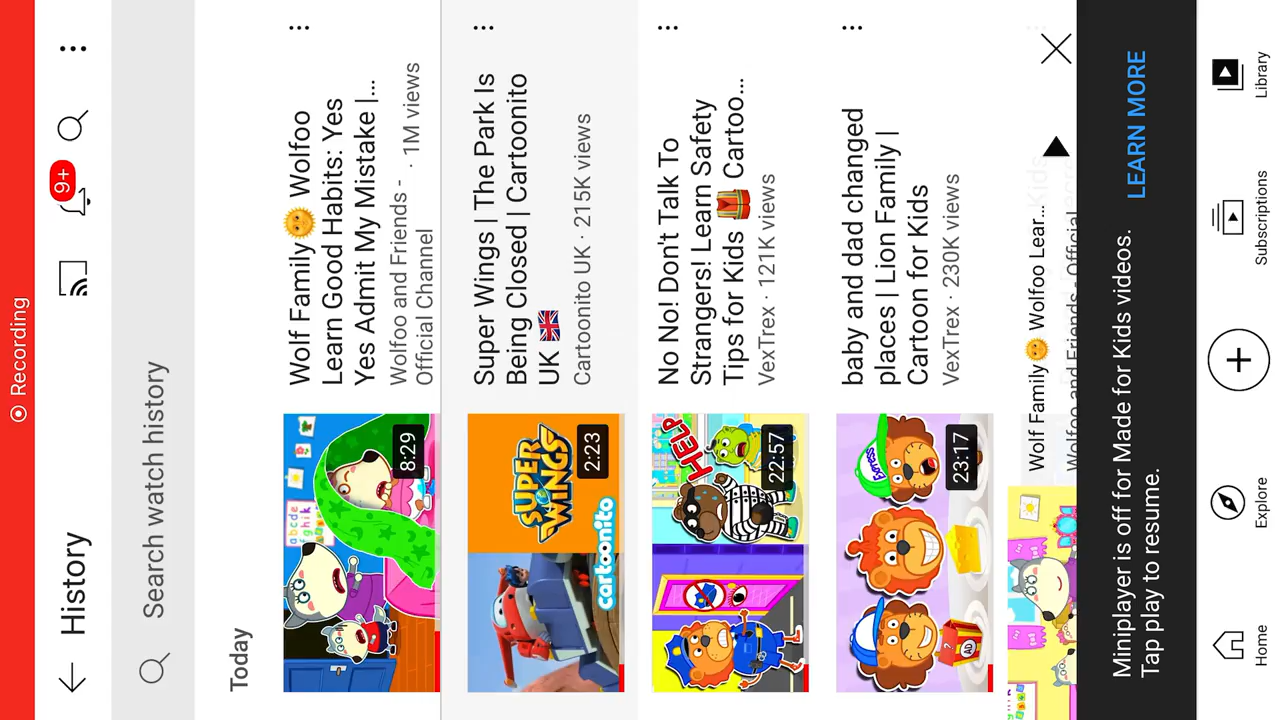 Recording
History
9+
Search watch history
Today
Wolf Family🌞 Wolfoo
Learn Good Habits: Yes
Yes Admit My Mistake |...
Wolfoo and Friends -
Official Channel · 1M views
abcde
fghik
8:29
Super Wings | The Park Is
Being Closed | Cartoonito
UK 🇬🇧
Cartoonito UK · 215K views
SUPER
WINGS
cartoonito
2:23
No No! Don't Talk To
Strangers! Learn Safety
Tips for Kids 🦺 Cartoo...
VexTrex · 121K views
HELP
22:57
baby and dad changed
places | Lion Family |
Cartoon for Kids
VexTrex · 230K views
EXPRESS
AD
23:17
Wolf Family 🌞 Wolfoo Lear...
Wolfoo and Friends - Official
Kids
Miniplayer is off for Made for Kids videos.
Tap play to resume.
LEARN MORE
Home
Explore
Subscriptions
Library